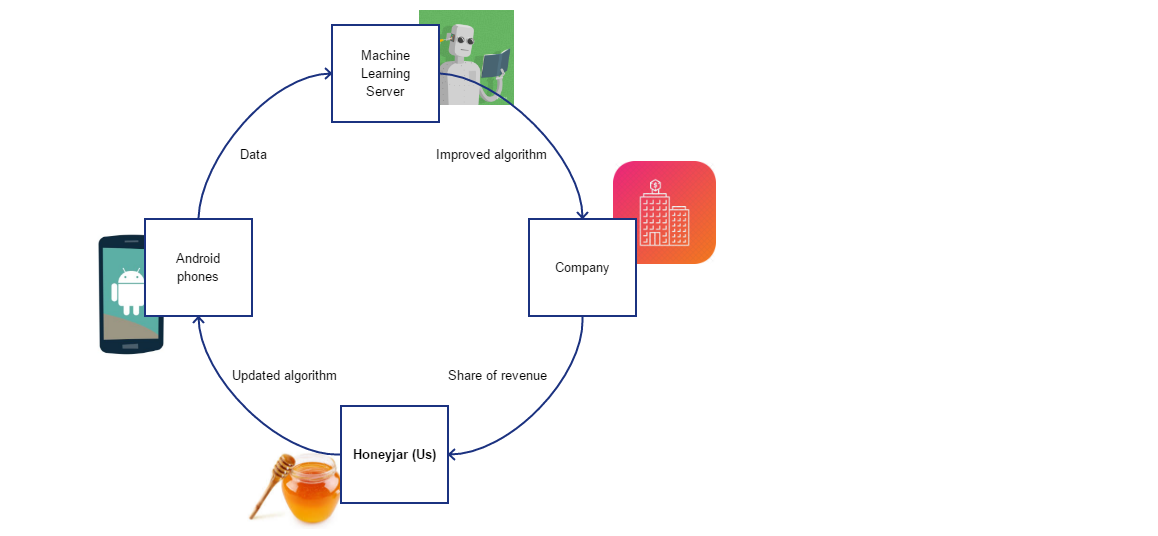 Machine
Learning
Server
Data
Improved algorithm
Android
phones
Company
Updated algorithm
Share of revenue
Honeyjar (Us)